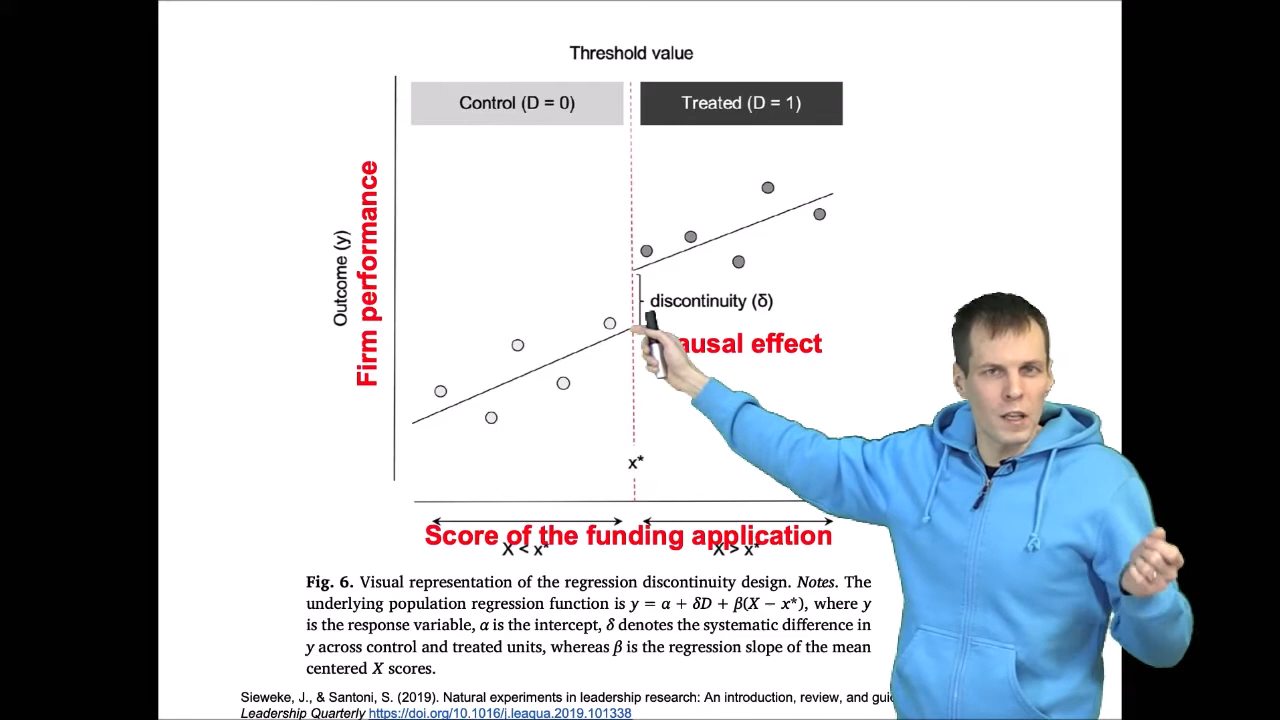 Threshold value
Control (D = 0)
Treated (D = 1)
Outcome (y)
Firm performance
discontinuity (δ)
ausal effect
x*
Score of the funding application
X < x*
X > x*
Fig. 6. Visual representation of the regression discontinuity design. Notes. The
underlying population regression function is y = α + δD + β(X − x*), where y
is the response variable, α is the intercept, δ denotes the systematic difference in
y across control and treated units, whereas β is the regression slope of the mean
centered X scores.
Sieweke, J., & Santoni, S. (2019). Natural experiments in leadership research: An introduction, review, and
Leadership Quarterly https://doi.org/10.1016/j.leaqua.2019.101338